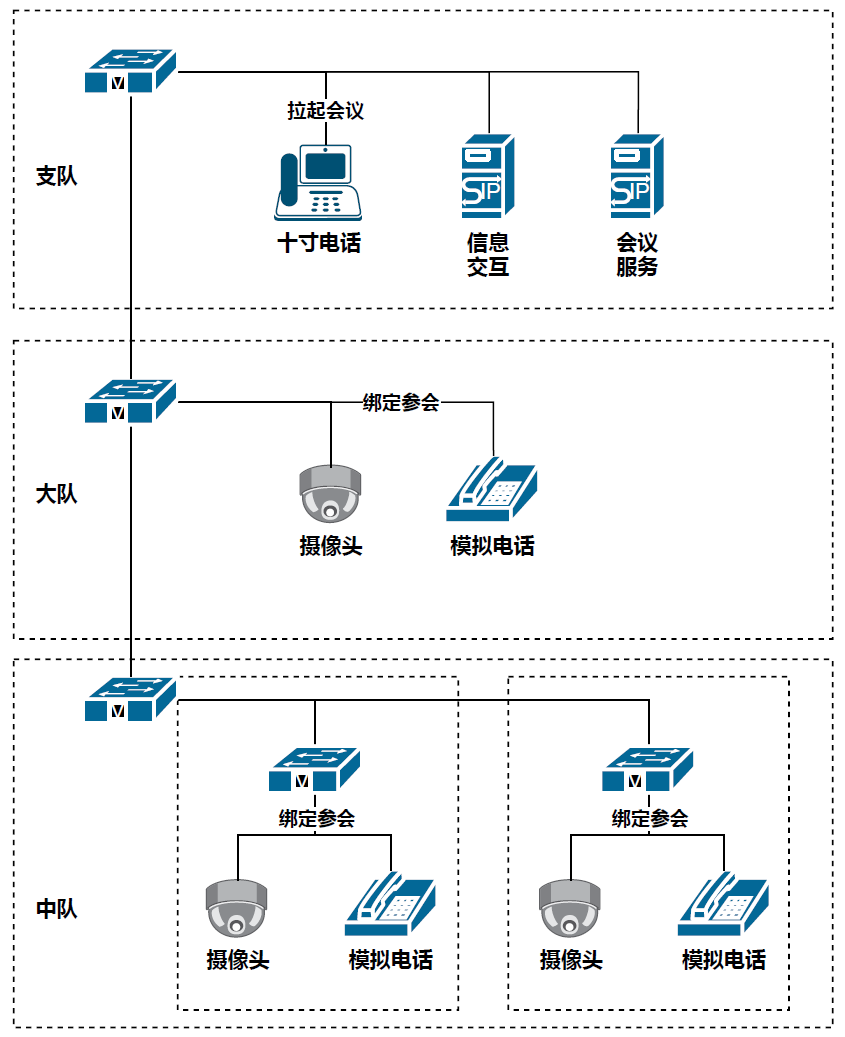 V
拉起会议
支队
SIP
SIP
十寸电话
信息
交互
会议
服务
V
绑定参会
大队
摄像头
模拟电话
V
V
V
绑定参会
绑定参会
中队
摄像头
模拟电话
摄像头
模拟电话